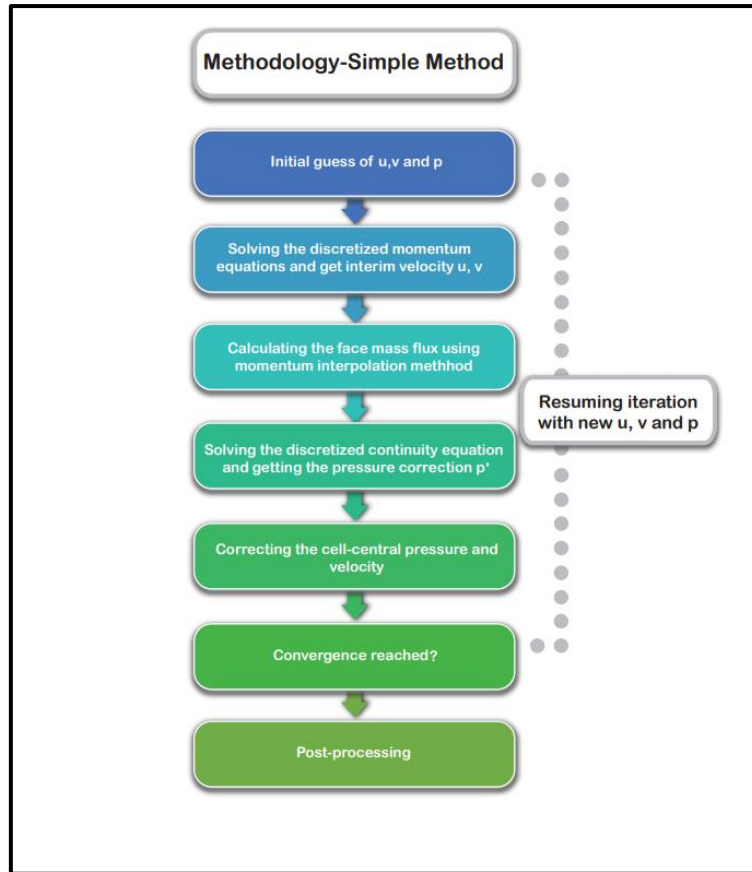 Methodology-Simple Method
Initial guess of u,v and p
Solving the discretized momentum
equations and get interim velocity u, v
Calculating the face mass flux using
momentum interpolation methhod
Resuming iteration
with new u, v and p
Solving the discretized continuity equation
and getting the pressure correction p'
Correcting the cell-central pressure and
velocity
Convergence reached?
Post-processing